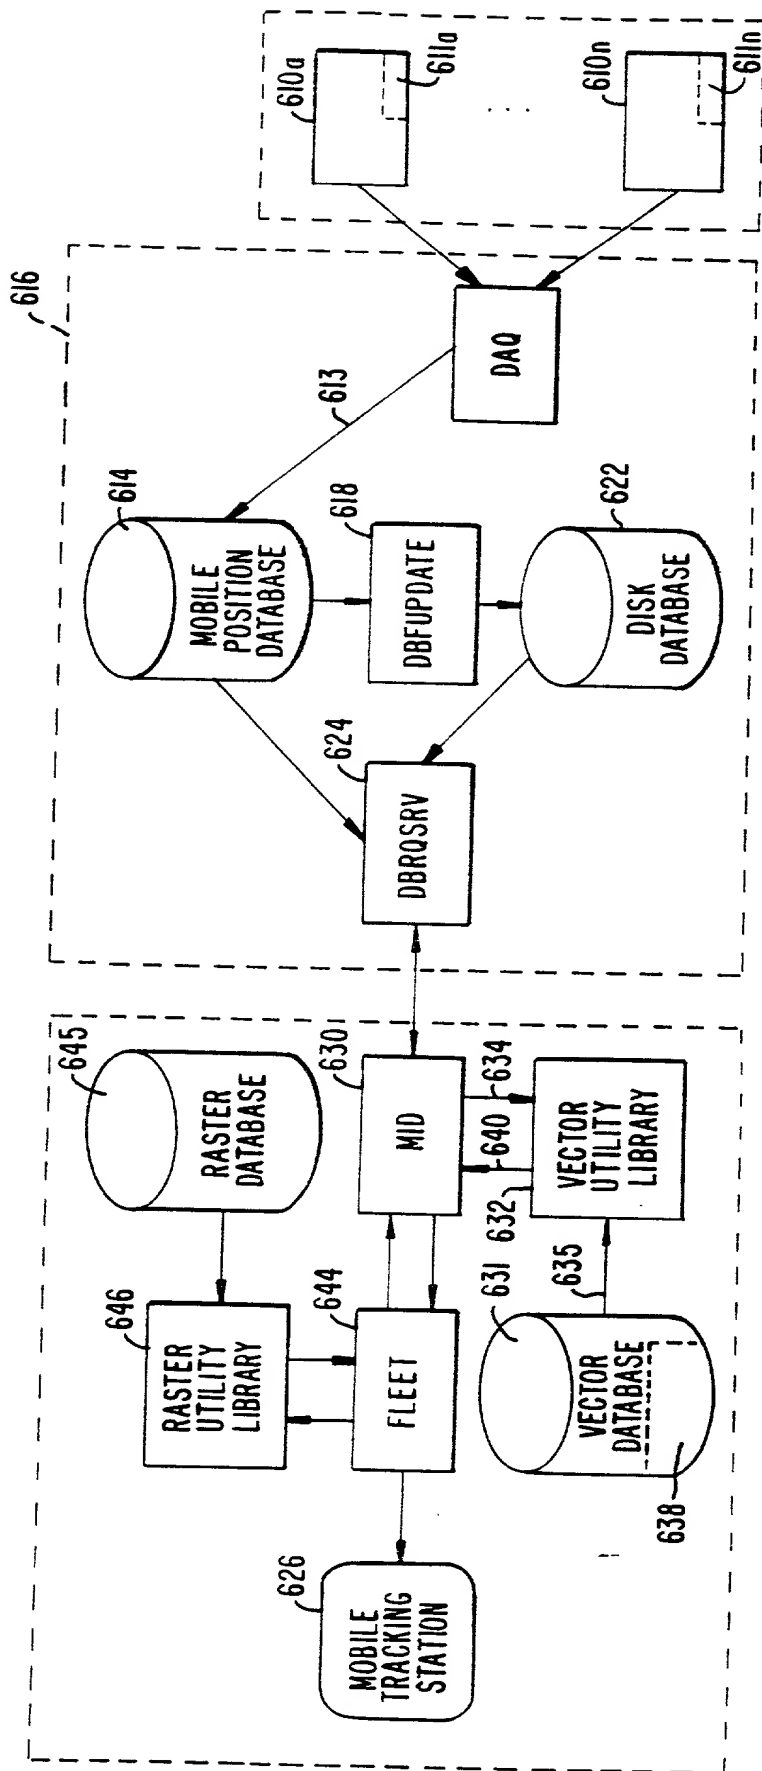 616
645
RASTER
DATABASE
646
RASTER
UTILITY
LIBRARY
626
MOBILE
TRACKING
STATION
644
FLEET
630
MID
634
640
632
VECTOR
UTILITY
LIBRARY
635
631
VECTOR
DATABASE
638
624
DBRQSRV
614
MOBILE
POSITION
DATABASE
618
DBFUPDATE
622
DISK
DATABASE
613
DAQ
610a
611a
610n
611n